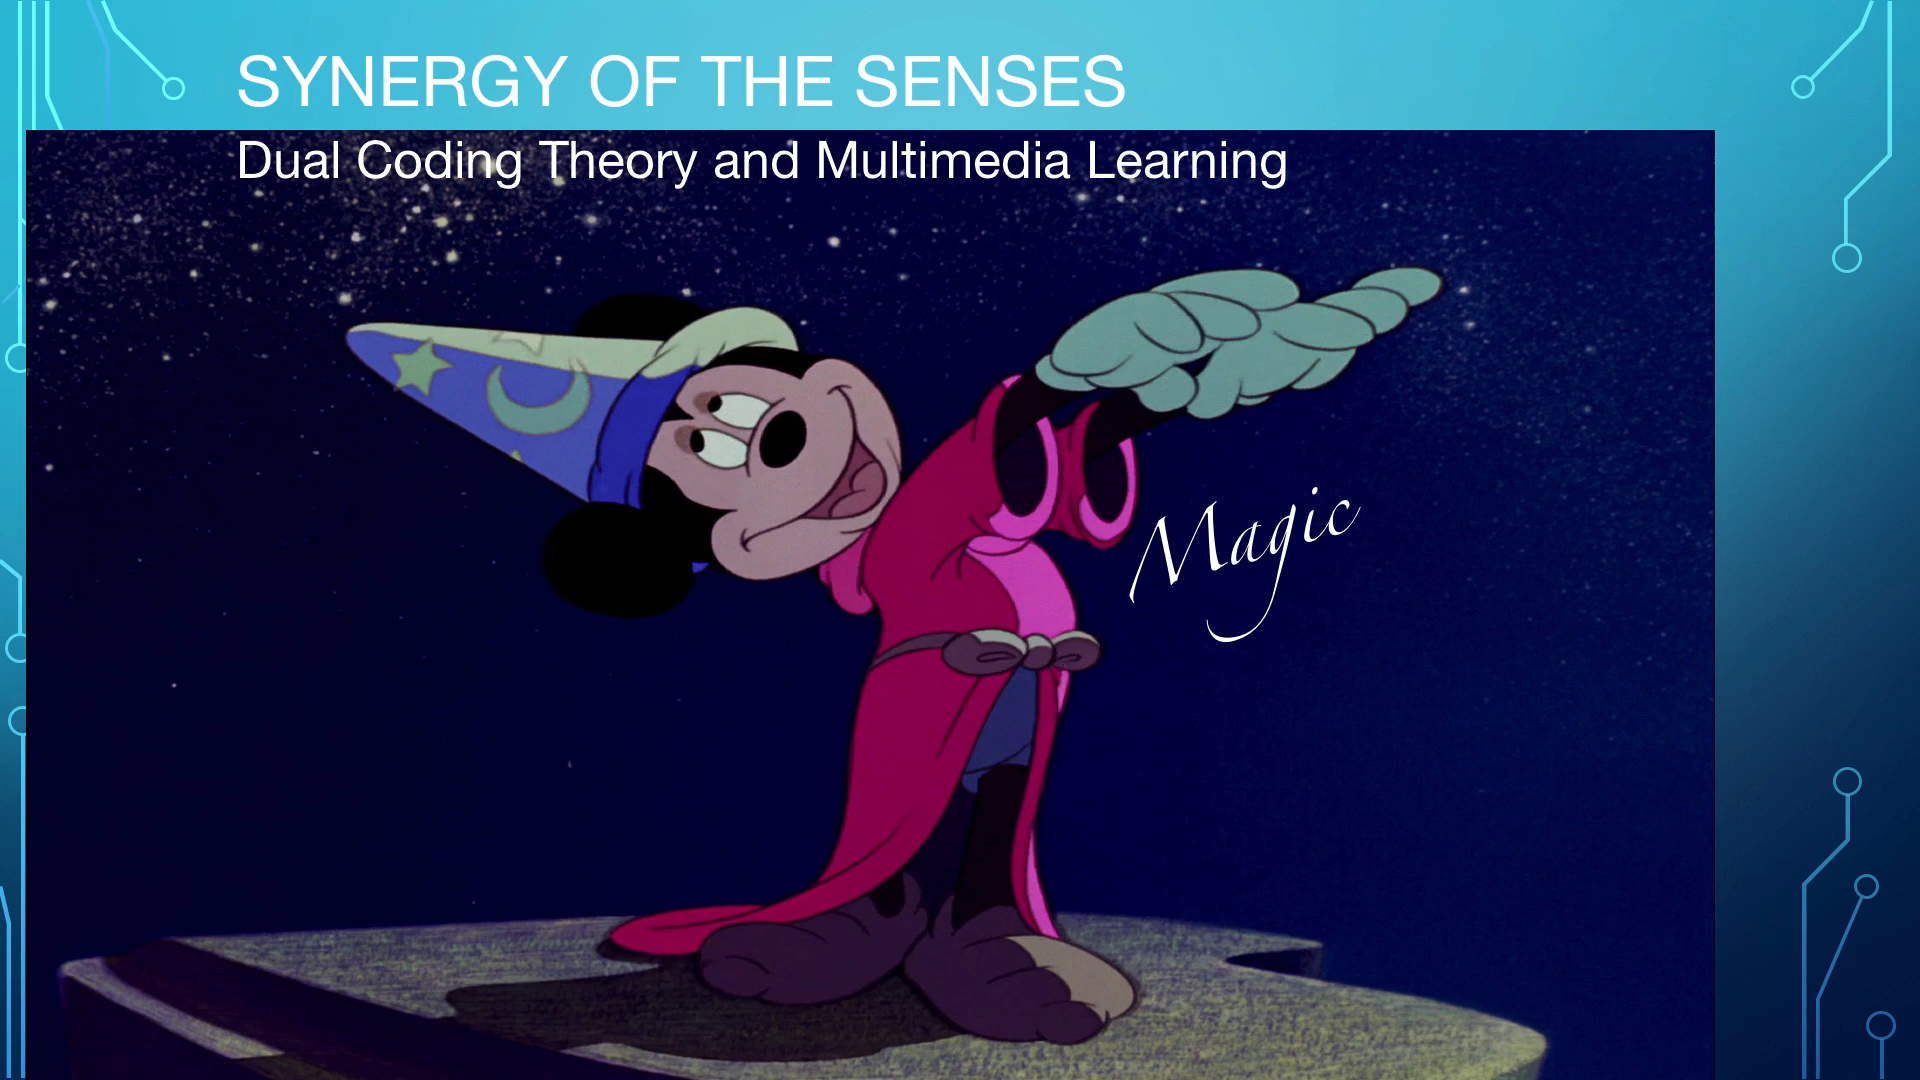 SYNERGY OF THE SENSES
Dual Coding Theory and Multimedia Learning
Magic